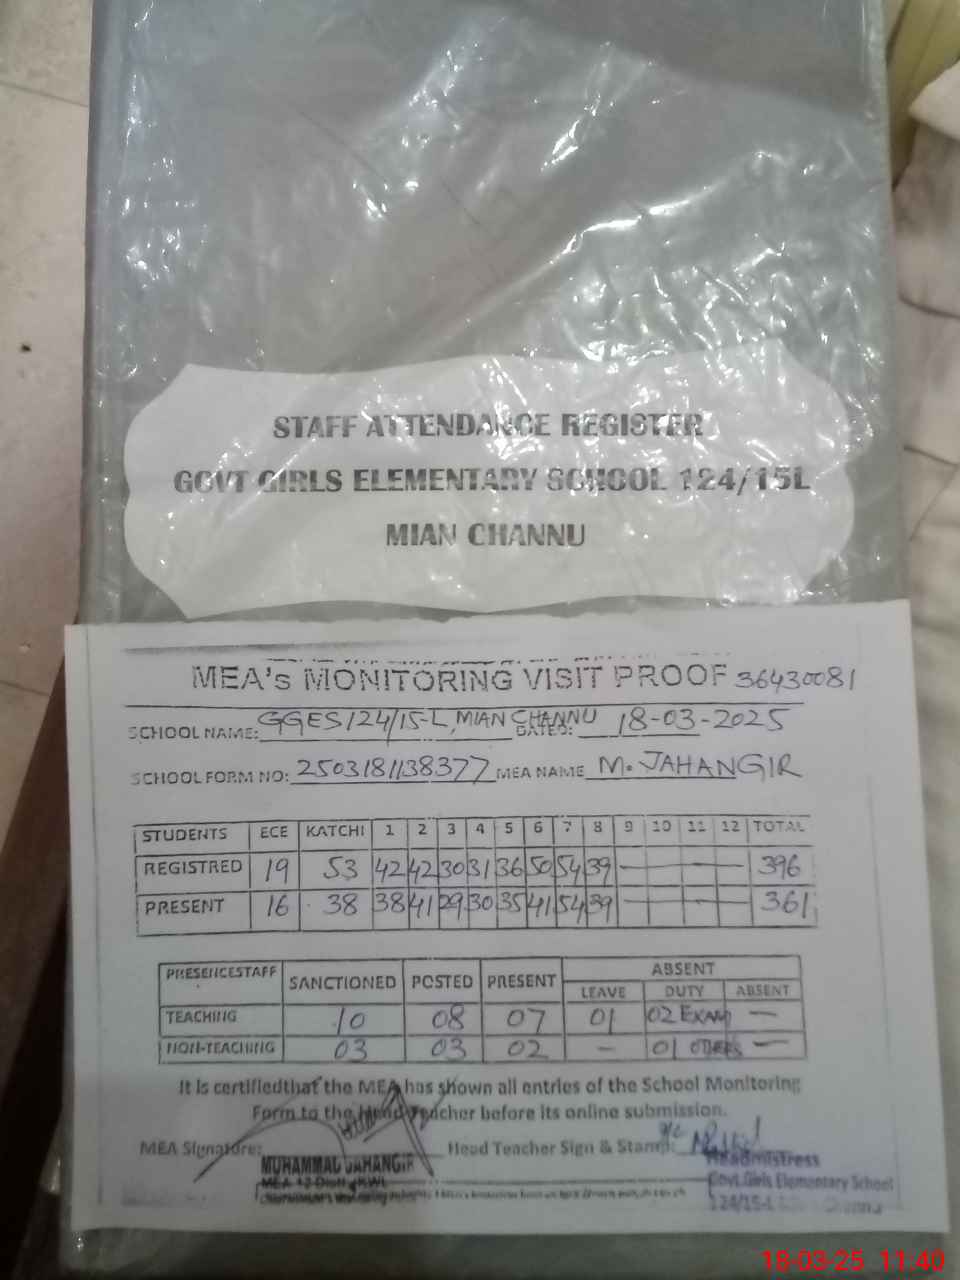 STAFF ATTENDANCE REGISTER
GOVT GIRLS ELEMENTARY SCHOOL 124/15L
MIAN CHANNU
MEA's MONITORING VISIT PROOF 36430081
SCHOOL NAME: GGES 124/15-L, MIAN CHANNU DATED: 18-03-2025
SCHOOL FORM NO: 2503181138377 MEA NAME M. JAHANGIR
STUDENTS ECE KATCHI 1 2 3 4 5 6 7 8 9 10 11 12 TOTAL
REGISTRED 19 53 42 42 30 31 36 50 54 39 — — — — 396
PRESENT 16 38 38 41 29 30 35 41 54 39 — — — — 361
PRESENCESTAFF SANCTIONED POSTED PRESENT ABSENT
LEAVE DUTY ABSENT
TEACHING 10 08 07 01 02 EXAM —
NON-TEACHING 03 03 02 - 01 OTHERS —
It is certifiedthat the MEA has shown all entries of the School Monitoring
Form to the Head Teacher before its online submission.
MEA Signature: Head Teacher Sign & Stamp:
MUHAMMAD JAHANGIR Headmistress
MEA Govt.Girls Elementary School
124/15-L
18-03-25 11:40